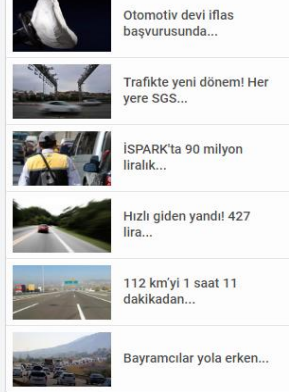 Otomotiv devi iflas
başvurusunda...
Trafikte yeni dönem! Her
yere SGS...
İSPARK'ta 90 milyon
liralık...
Hızlı giden yandı! 427
lira...
112 km'yi 1 saat 11
dakikadan...
Bayramcılar yola erken...